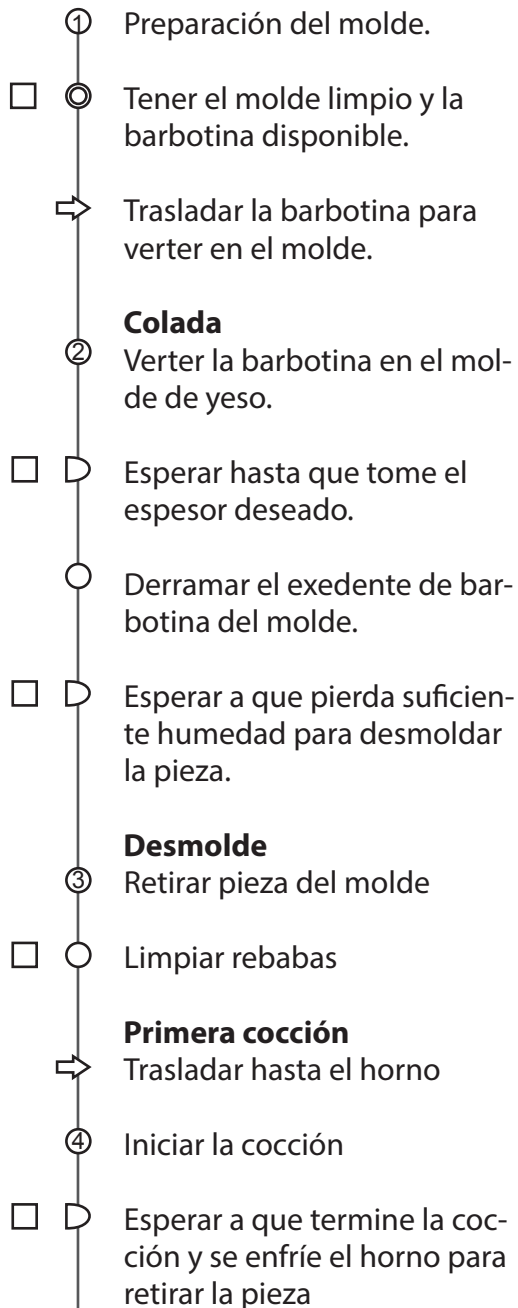 1 Preparación del molde.
Tener el molde limpio y la
barbotina disponible.
Trasladar la barbotina para
verter en el molde.
Colada
2 Verter la barbotina en el mol-
de de yeso.
Esperar hasta que tome el
espesor deseado.
Derramar el exedente de bar-
botina del molde.
Esperar a que pierda suficien-
te humedad para desmoldar
la pieza.
Desmolde
3 Retirar pieza del molde
Limpiar rebabas
Primera cocción
Trasladar hasta el horno
4 Iniciar la cocción
Esperar a que termine la coc-
ción y se enfríe el horno para
retirar la pieza